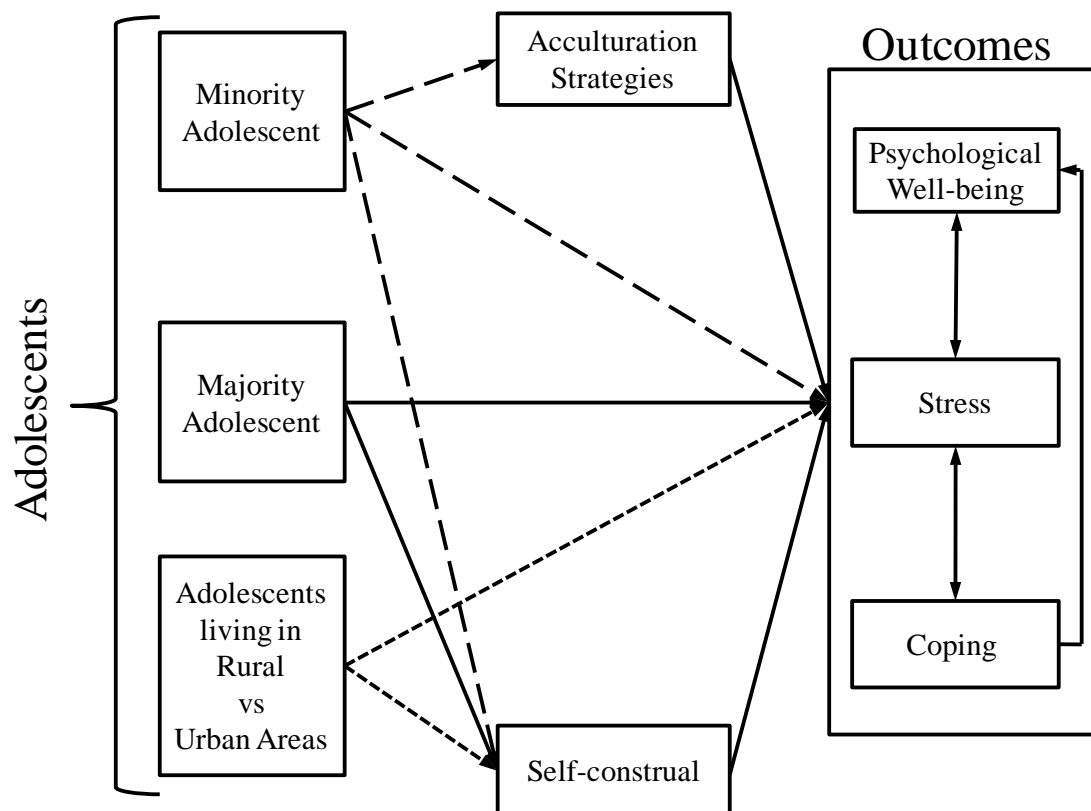 Adolescents
Minority
Adolescent
Majority
Adolescent
Adolescents
living in
Rural
vs
Urban Areas
Acculturation
Strategies
Self-construal
Outcomes
Psychological
Well-being
Stress
Coping